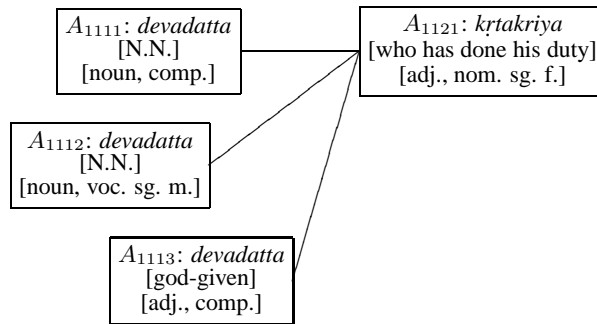 A1111: devadatta
[N.N.]
[noun, comp.]
A1121: kṛtakriya
[who has done his duty]
[adj., nom. sg. f.]
A1112: devadatta
[N.N.]
[noun, voc. sg. m.]
A1113: devadatta
[god-given]
[adj., comp.]